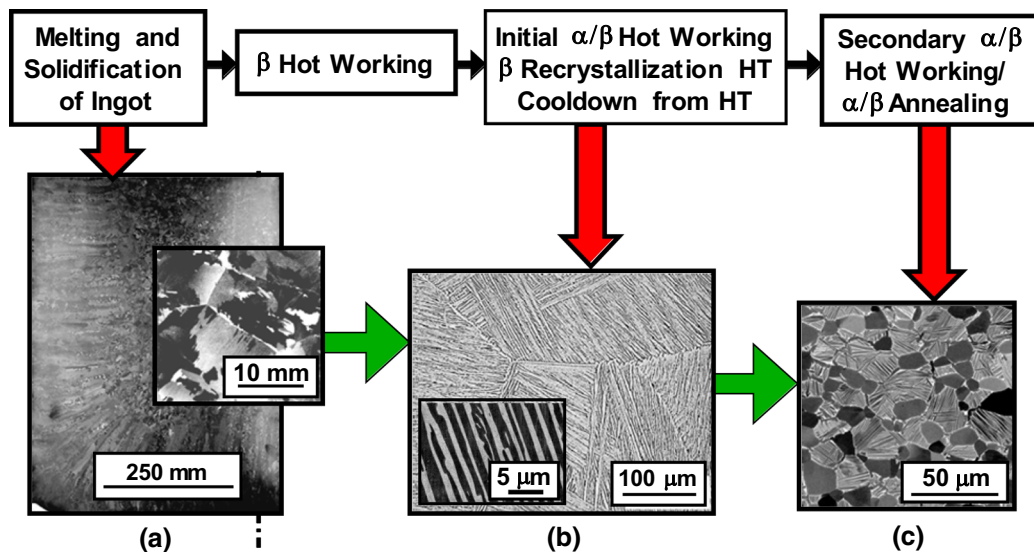 Melting and
Solidification
of Ingot
β Hot Working
Initial α/β Hot Working
β Recrystallization HT
Cooldown from HT
Secondary α/β
Hot Working/
α/β Annealing
10 mm
250 mm
5 μm
100 μm
50 μm
(a)
(b)
(c)